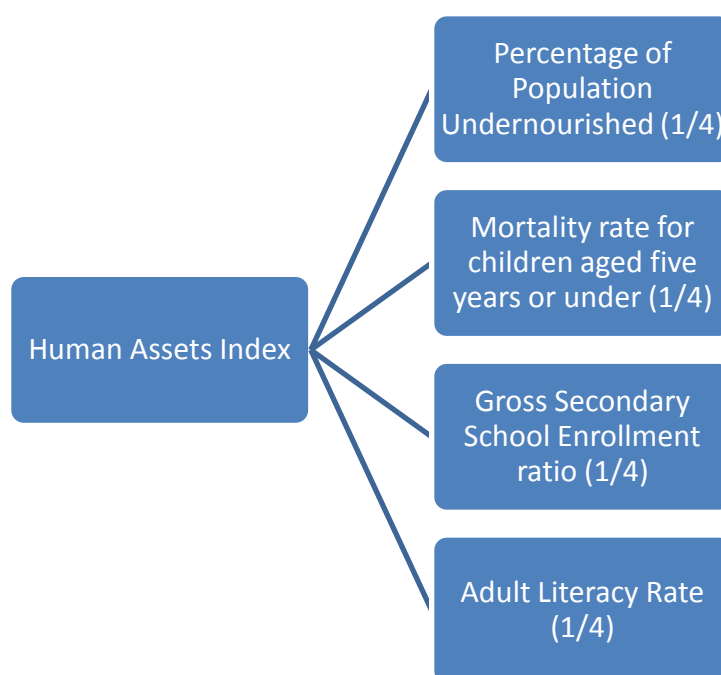 Percentage of
Population
Undernourished (1/4)
Mortality rate for
children aged five
years or under (1/4)
Human Assets Index
Gross Secondary
School Enrollment
ratio (1/4)
Adult Literacy Rate
(1/4)